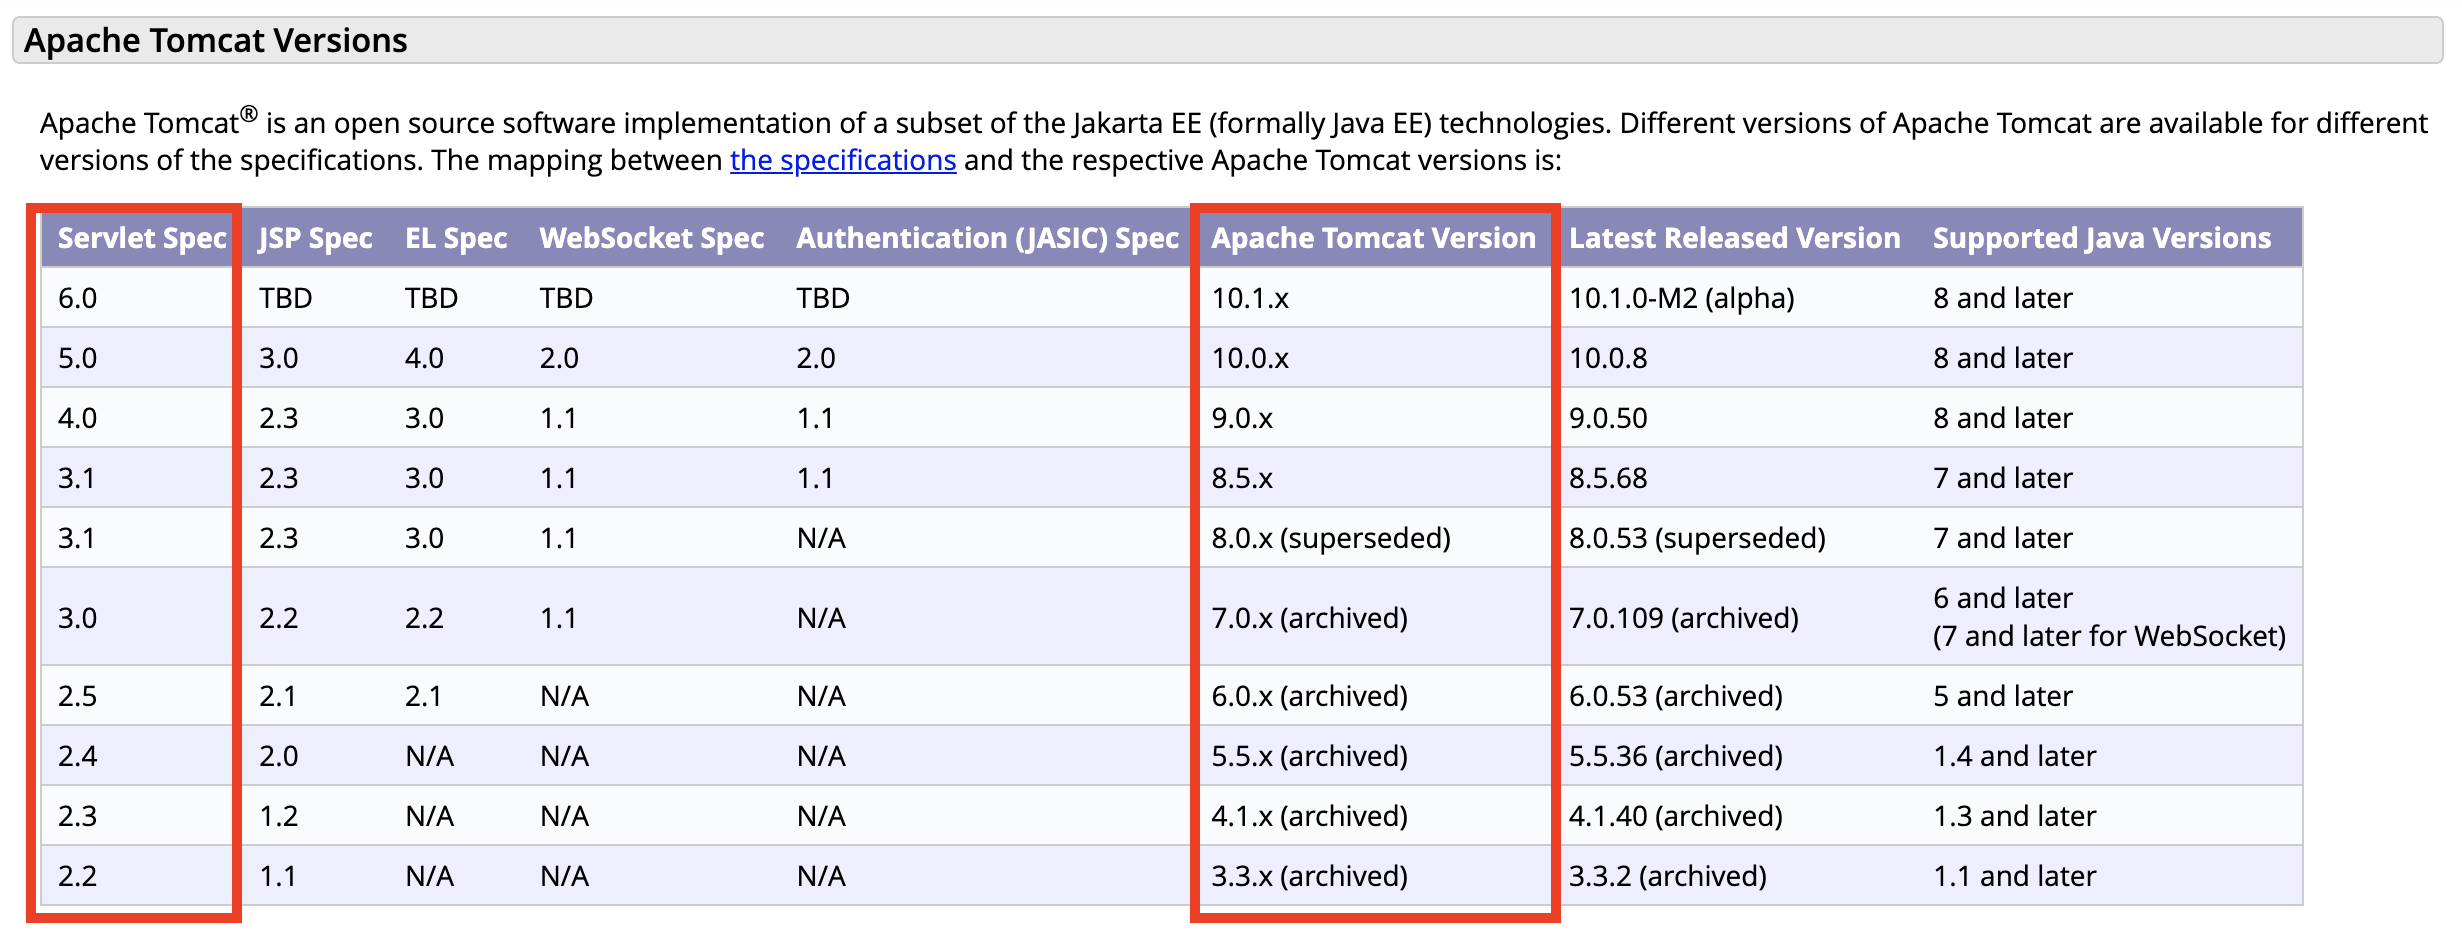 Apache Tomcat Versions
Apache Tomcat® is an open source software implementation of a subset of the Jakarta EE (formally Java EE) technologies. Different versions of Apache Tomcat are available for different
versions of the specifications. The mapping between the specifications and the respective Apache Tomcat versions is:
Servlet Spec JSP Spec EL Spec WebSocket Spec Authentication (JASIC) Spec Apache Tomcat Version Latest Released Version Supported Java Versions
6.0 TBD TBD TBD TBD 10.1.x 10.1.0-M2 (alpha) 8 and later
5.0 3.0 4.0 2.0 2.0 10.0.x 10.0.8 8 and later
4.0 2.3 3.0 1.1 1.1 9.0.x 9.0.50 8 and later
3.1 2.3 3.0 1.1 1.1 8.5.x 8.5.68 7 and later
3.1 2.3 3.0 1.1 N/A 8.0.x (superseded) 8.0.53 (superseded) 7 and later
3.0 2.2 2.2 1.1 N/A 7.0.x (archived) 7.0.109 (archived) 6 and later
(7 and later for WebSocket)
2.5 2.1 2.1 N/A N/A 6.0.x (archived) 6.0.53 (archived) 5 and later
2.4 2.0 N/A N/A N/A 5.5.x (archived) 5.5.36 (archived) 1.4 and later
2.3 1.2 N/A N/A N/A 4.1.x (archived) 4.1.40 (archived) 1.3 and later
2.2 1.1 N/A N/A N/A 3.3.x (archived) 3.3.2 (archived) 1.1 and later